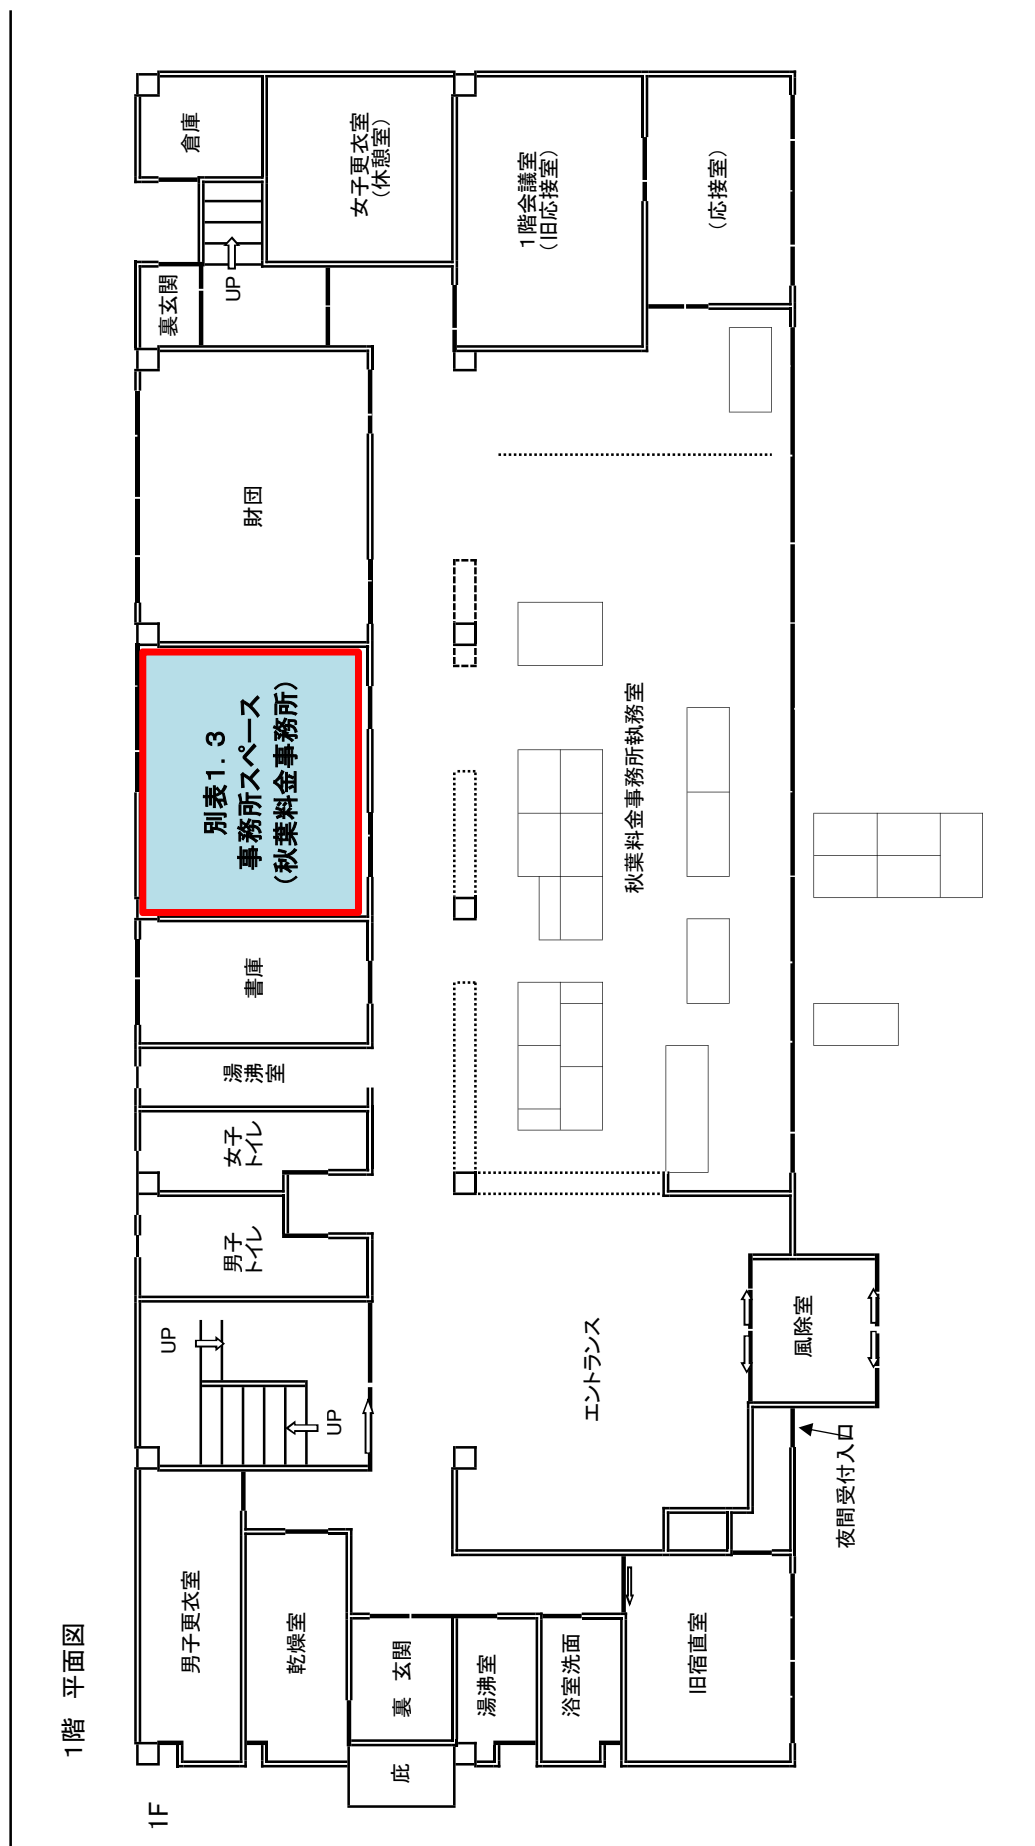 1階 平面図
1F
男子更衣室
UP
UP
男子
トイレ
女子
トイレ
湯沸
室
書庫
別表1．3
事務所スペース
（秋葉料金事務所）
財団
裏玄関
UP
倉庫
女子更衣室
（休憩室）
乾燥室
庇
裏 玄関
湯沸室
浴室洗面
旧宿直室
エントランス
夜間受付入口
風除室
秋葉料金事務所執務室
1階会議室
（旧応接室）
（応接室）